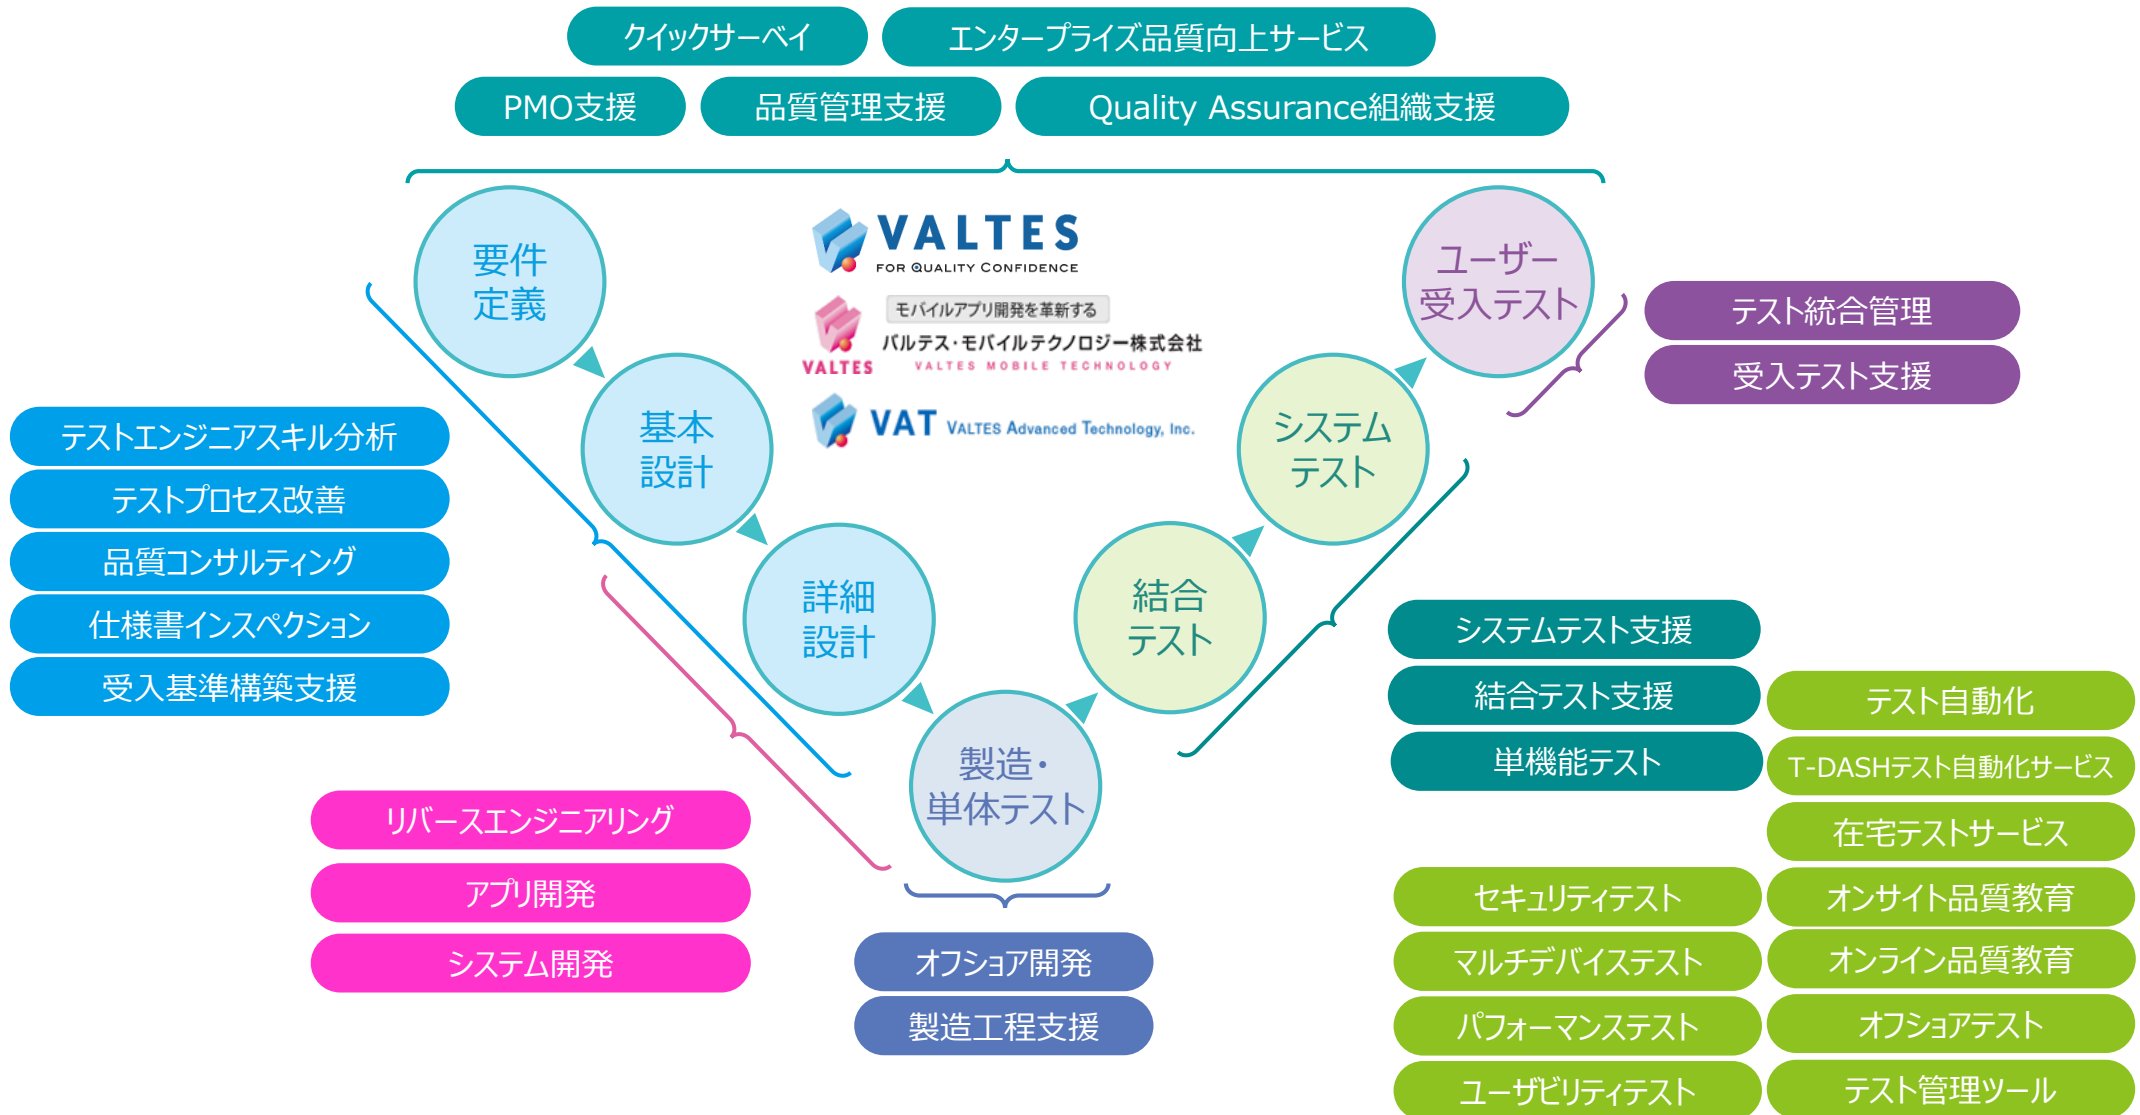 クイックサーベイ
エンタープライズ品質向上サービス
PMO支援
品質管理支援
Quality Assurance組織支援
要件
定義
基本
設計
詳細
設計
製造・
単体テスト
結合
テスト
システム
テスト
ユーザー
受入テスト
VALTES
FOR QUALITY CONFIDENCE
モバイルアプリ開発を革新する
バルテス・モバイルテクノロジー株式会社
VALTES
VALTES MOBILE TECHNOLOGY
VAT VALTES Advanced Technology, Inc.
テスト統合管理
受入テスト支援
テストエンジニアスキル分析
テストプロセス改善
品質コンサルティング
仕様書インスペクション
受入基準構築支援
リバースエンジニアリング
アプリ開発
システム開発
オフショア開発
製造工程支援
システムテスト支援
結合テスト支援
単機能テスト
テスト自動化
T-DASHテスト自動化サービス
在宅テストサービス
セキュリティテスト
オンサイト品質教育
マルチデバイステスト
オンライン品質教育
パフォーマンステスト
オフショアテスト
ユーザビリティテスト
テスト管理ツール